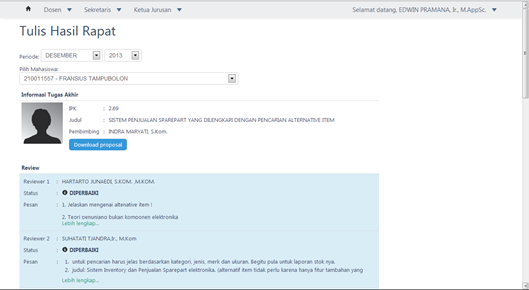 Dosen Sekretaris Ketua Jurusan Selamat datang, EDWIN PRAMANA, Ir., M.AppSc.
Tulis Hasil Rapat
Periode: DESEMBER 2013
Pilih Mahasiswa:
210011557 - FRANSIUS TAMPUBOLON
Informasi Tugas Akhir
IPK : 2.69
Judul : SISTEM PENJUALAN SPAREPART YANG DILENGKAPI DENGAN PENCARIAN ALTERNATIVE ITEM
Pembimbing : INDRA MARYATI, S.Kom.
Download proposal
Review
Reviewer 1 : HARTARTO JUNAEDI, S.KOM. ,M.KOM.
Status : DIPERBAIKI
Pesan : 1. Jelaskan mengenai altenative item !
2. Teori penunjang bukan komponen elektronika
Lebih lengkap...
Reviewer 2 : SUHATATI TJANDRA,Ir., M.Kom
Status : DIPERBAIKI
Pesan : 1. untuk pencarian harus jelas berdasarkan kategori, jenis, merk dan ukuran. Begitu pula untuk laporan stok nya.
2. judul: Sistem Inventory dan Penjualan Sparepart elektronika. (alternatif item tidak perlu karena hanya fitur tambahan yang
Lebih lengkap...